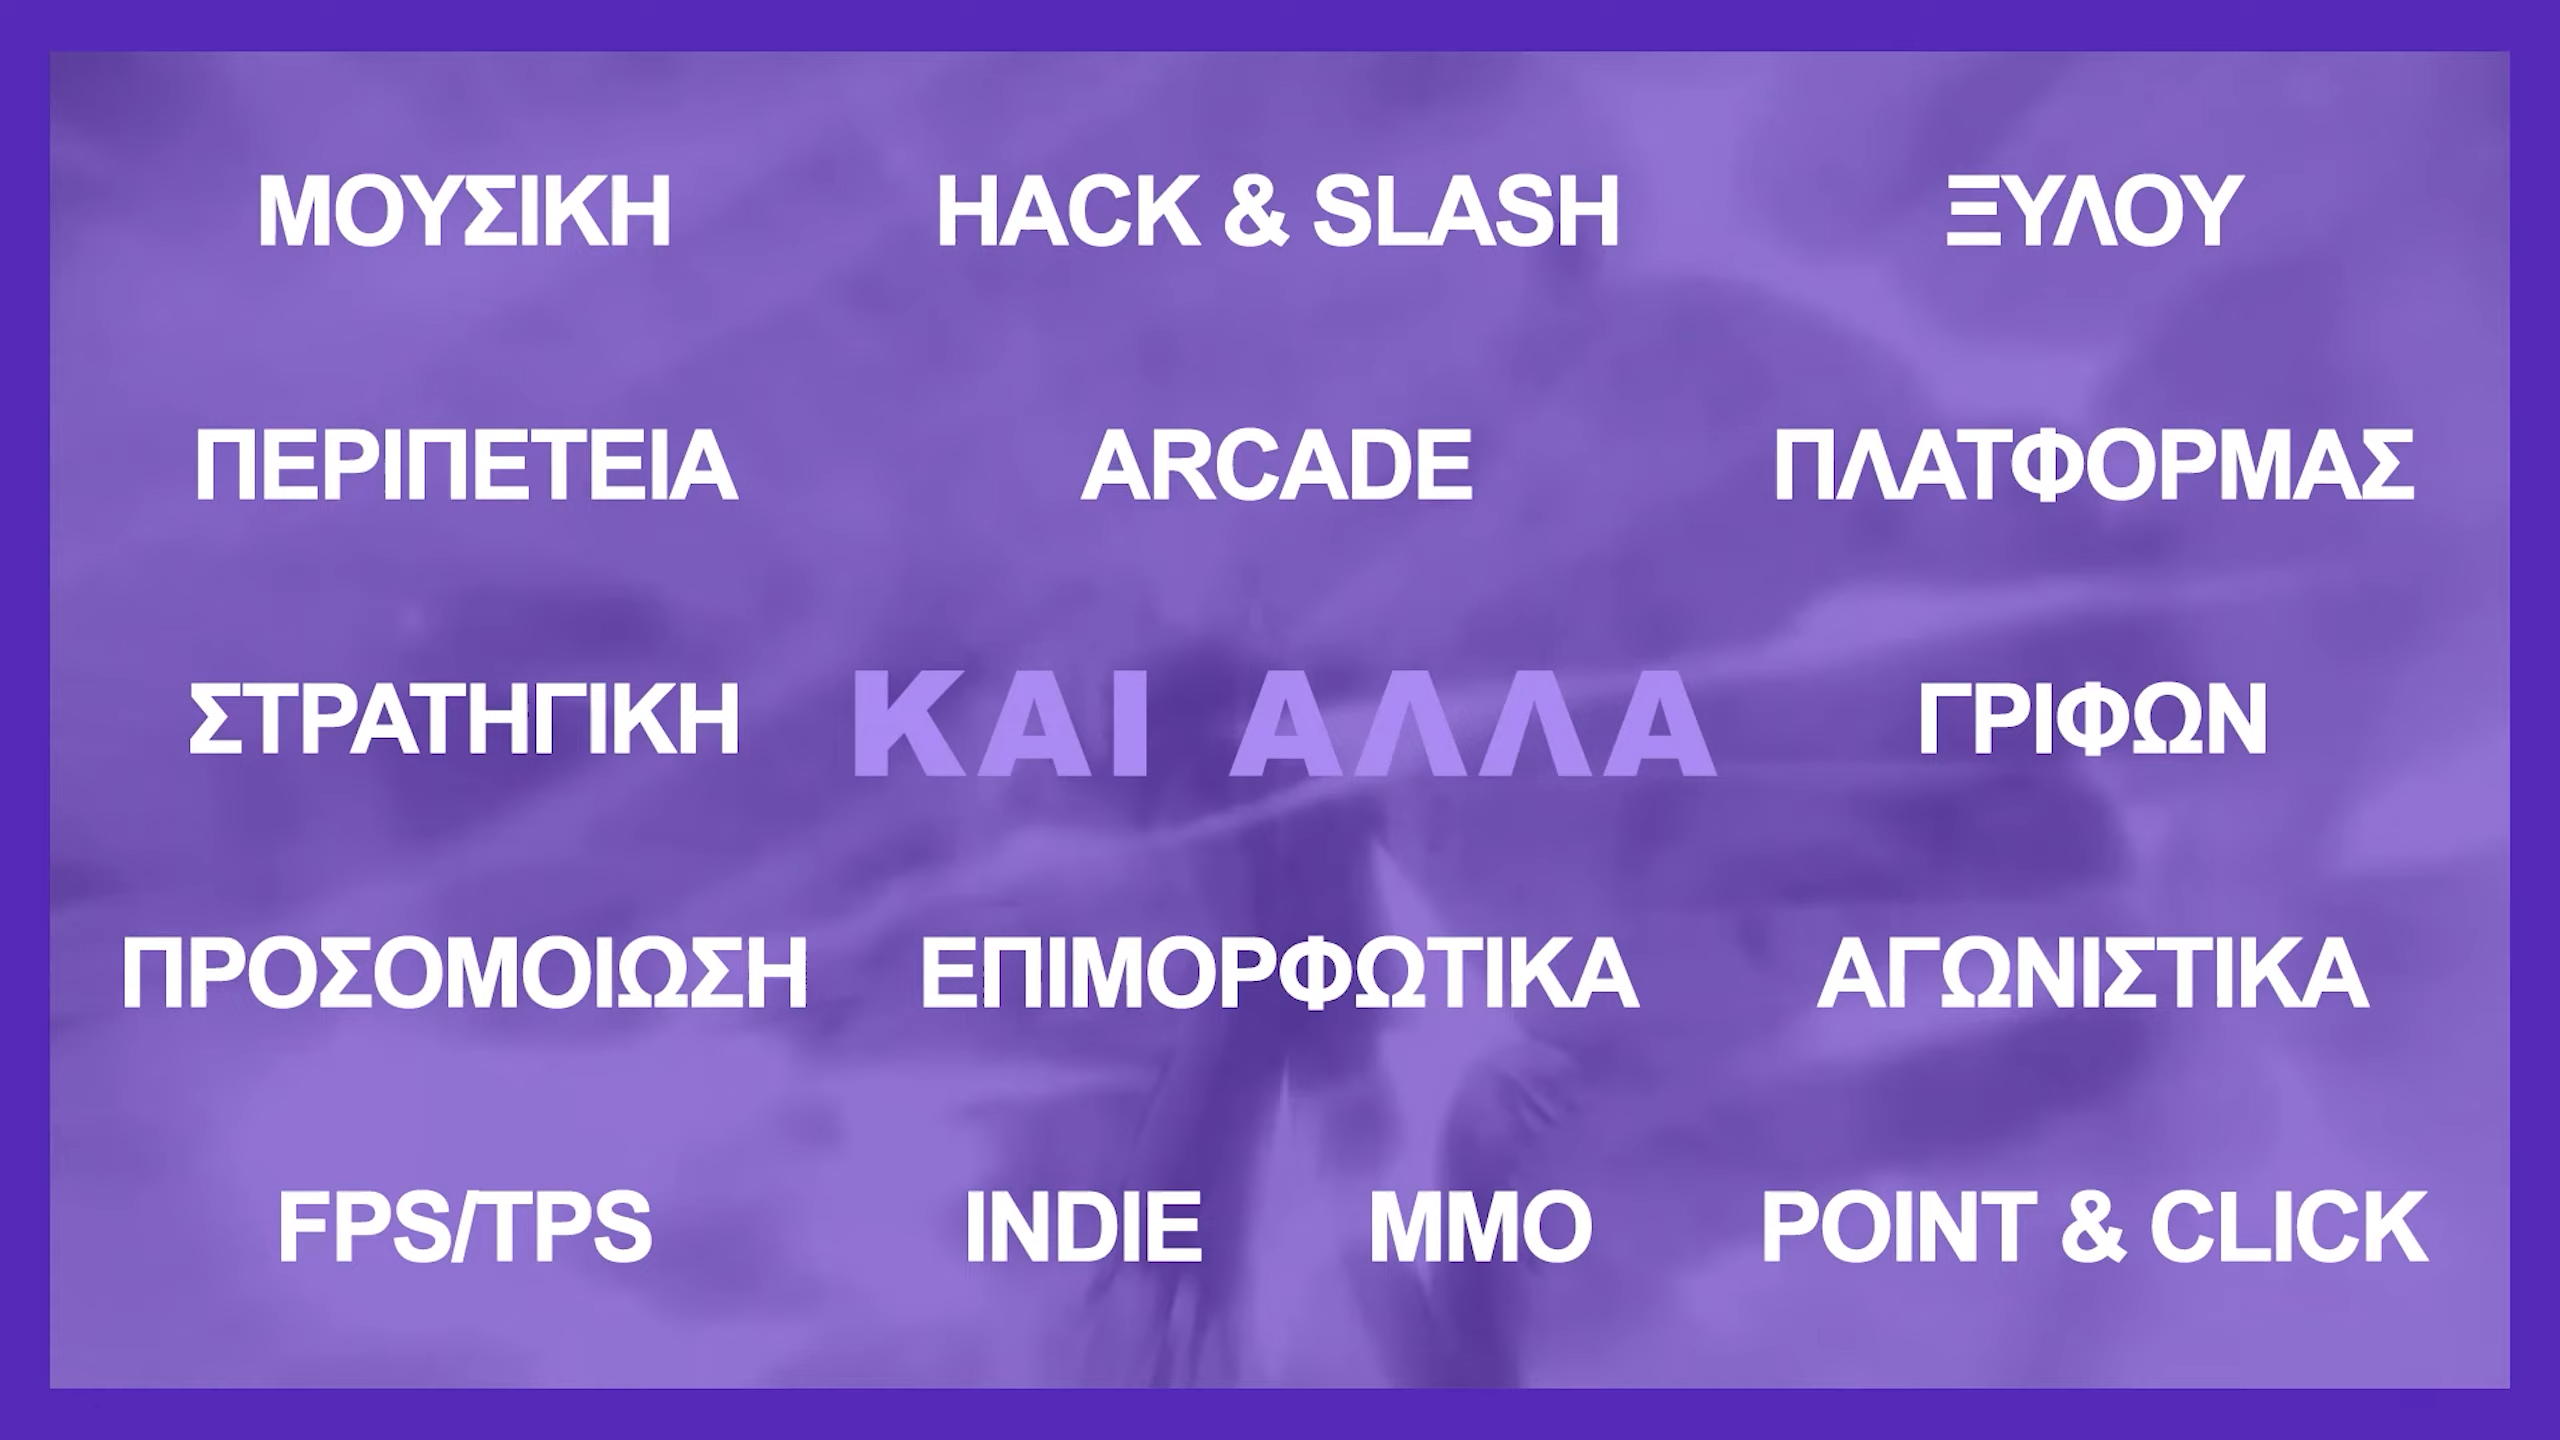 ΜΟΥΣΙΚΗ HACK & SLASH ΞΥΛΟΥ
ΠΕΡΙΠΕΤΕΙΑ ARCADE ΠΛΑΤΦΟΡΜΑΣ
ΣΤΡΑΤΗΓΙΚΗ ΚΑΙ ΑΛΛΑ ΓΡΙΦΩΝ
ΠΡΟΣΟΜΟΙΩΣΗ ΕΠΙΜΟΡΦΩΤΙΚΑ ΑΓΩΝΙΣΤΙΚΑ
FPS/TPS INDIE MMO POINT & CLICK